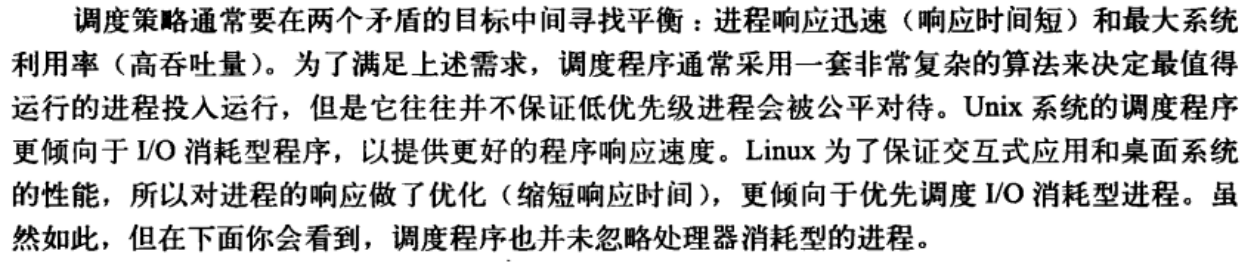 调度策略通常要在两个矛盾的目标中间寻找平衡：进程响应迅速（响应时间短）和最大系统
利用率（高吞吐量）。为了满足上述需求，调度程序通常采用一套非常复杂的算法来决定最值得
运行的进程投入运行，但是它往往并不保证低优先级进程会被公平对待。Unix 系统的调度程序
更倾向于 I/O 消耗型程序，以提供更好的程序响应速度。Linux 为了保证交互式应用和桌面系统
的性能，所以对进程的响应做了优化（缩短响应时间），更倾向于优先调度 I/O 消耗型进程。虽
然如此，但在下面你会看到，调度程序也并未忽略处理器消耗型的进程。